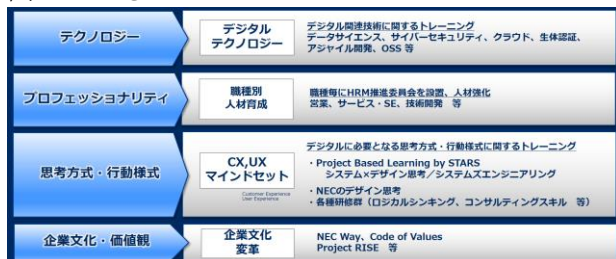 テクノロジー
デジタル
テクノロジー
デジタル関連技術に関するトレーニング
データサイエンス、サイバーセキュリティ、クラウド、生体認証、
アジャイル開発、OSS 等
プロフェッショナリティ
職種別
人材育成
職種毎にHRM推進委員会を設置、人材強化
営業、サービス・SE、技術開発 等
思考方式・行動様式
CX,UX
マインドセット
Customer Experience
User Experience
デジタルに必要となる思考方式・行動様式に関するトレーニング
・Project Based Learning by STARS
システム×デザイン思考／システムズエンジニアリング
・NECのデザイン思考
・各種研修群（ロジカルシンキング、コンサルティングスキル 等）
企業文化・価値観
企業文化
変革
NEC Way、Code of Values
Project RISE 等